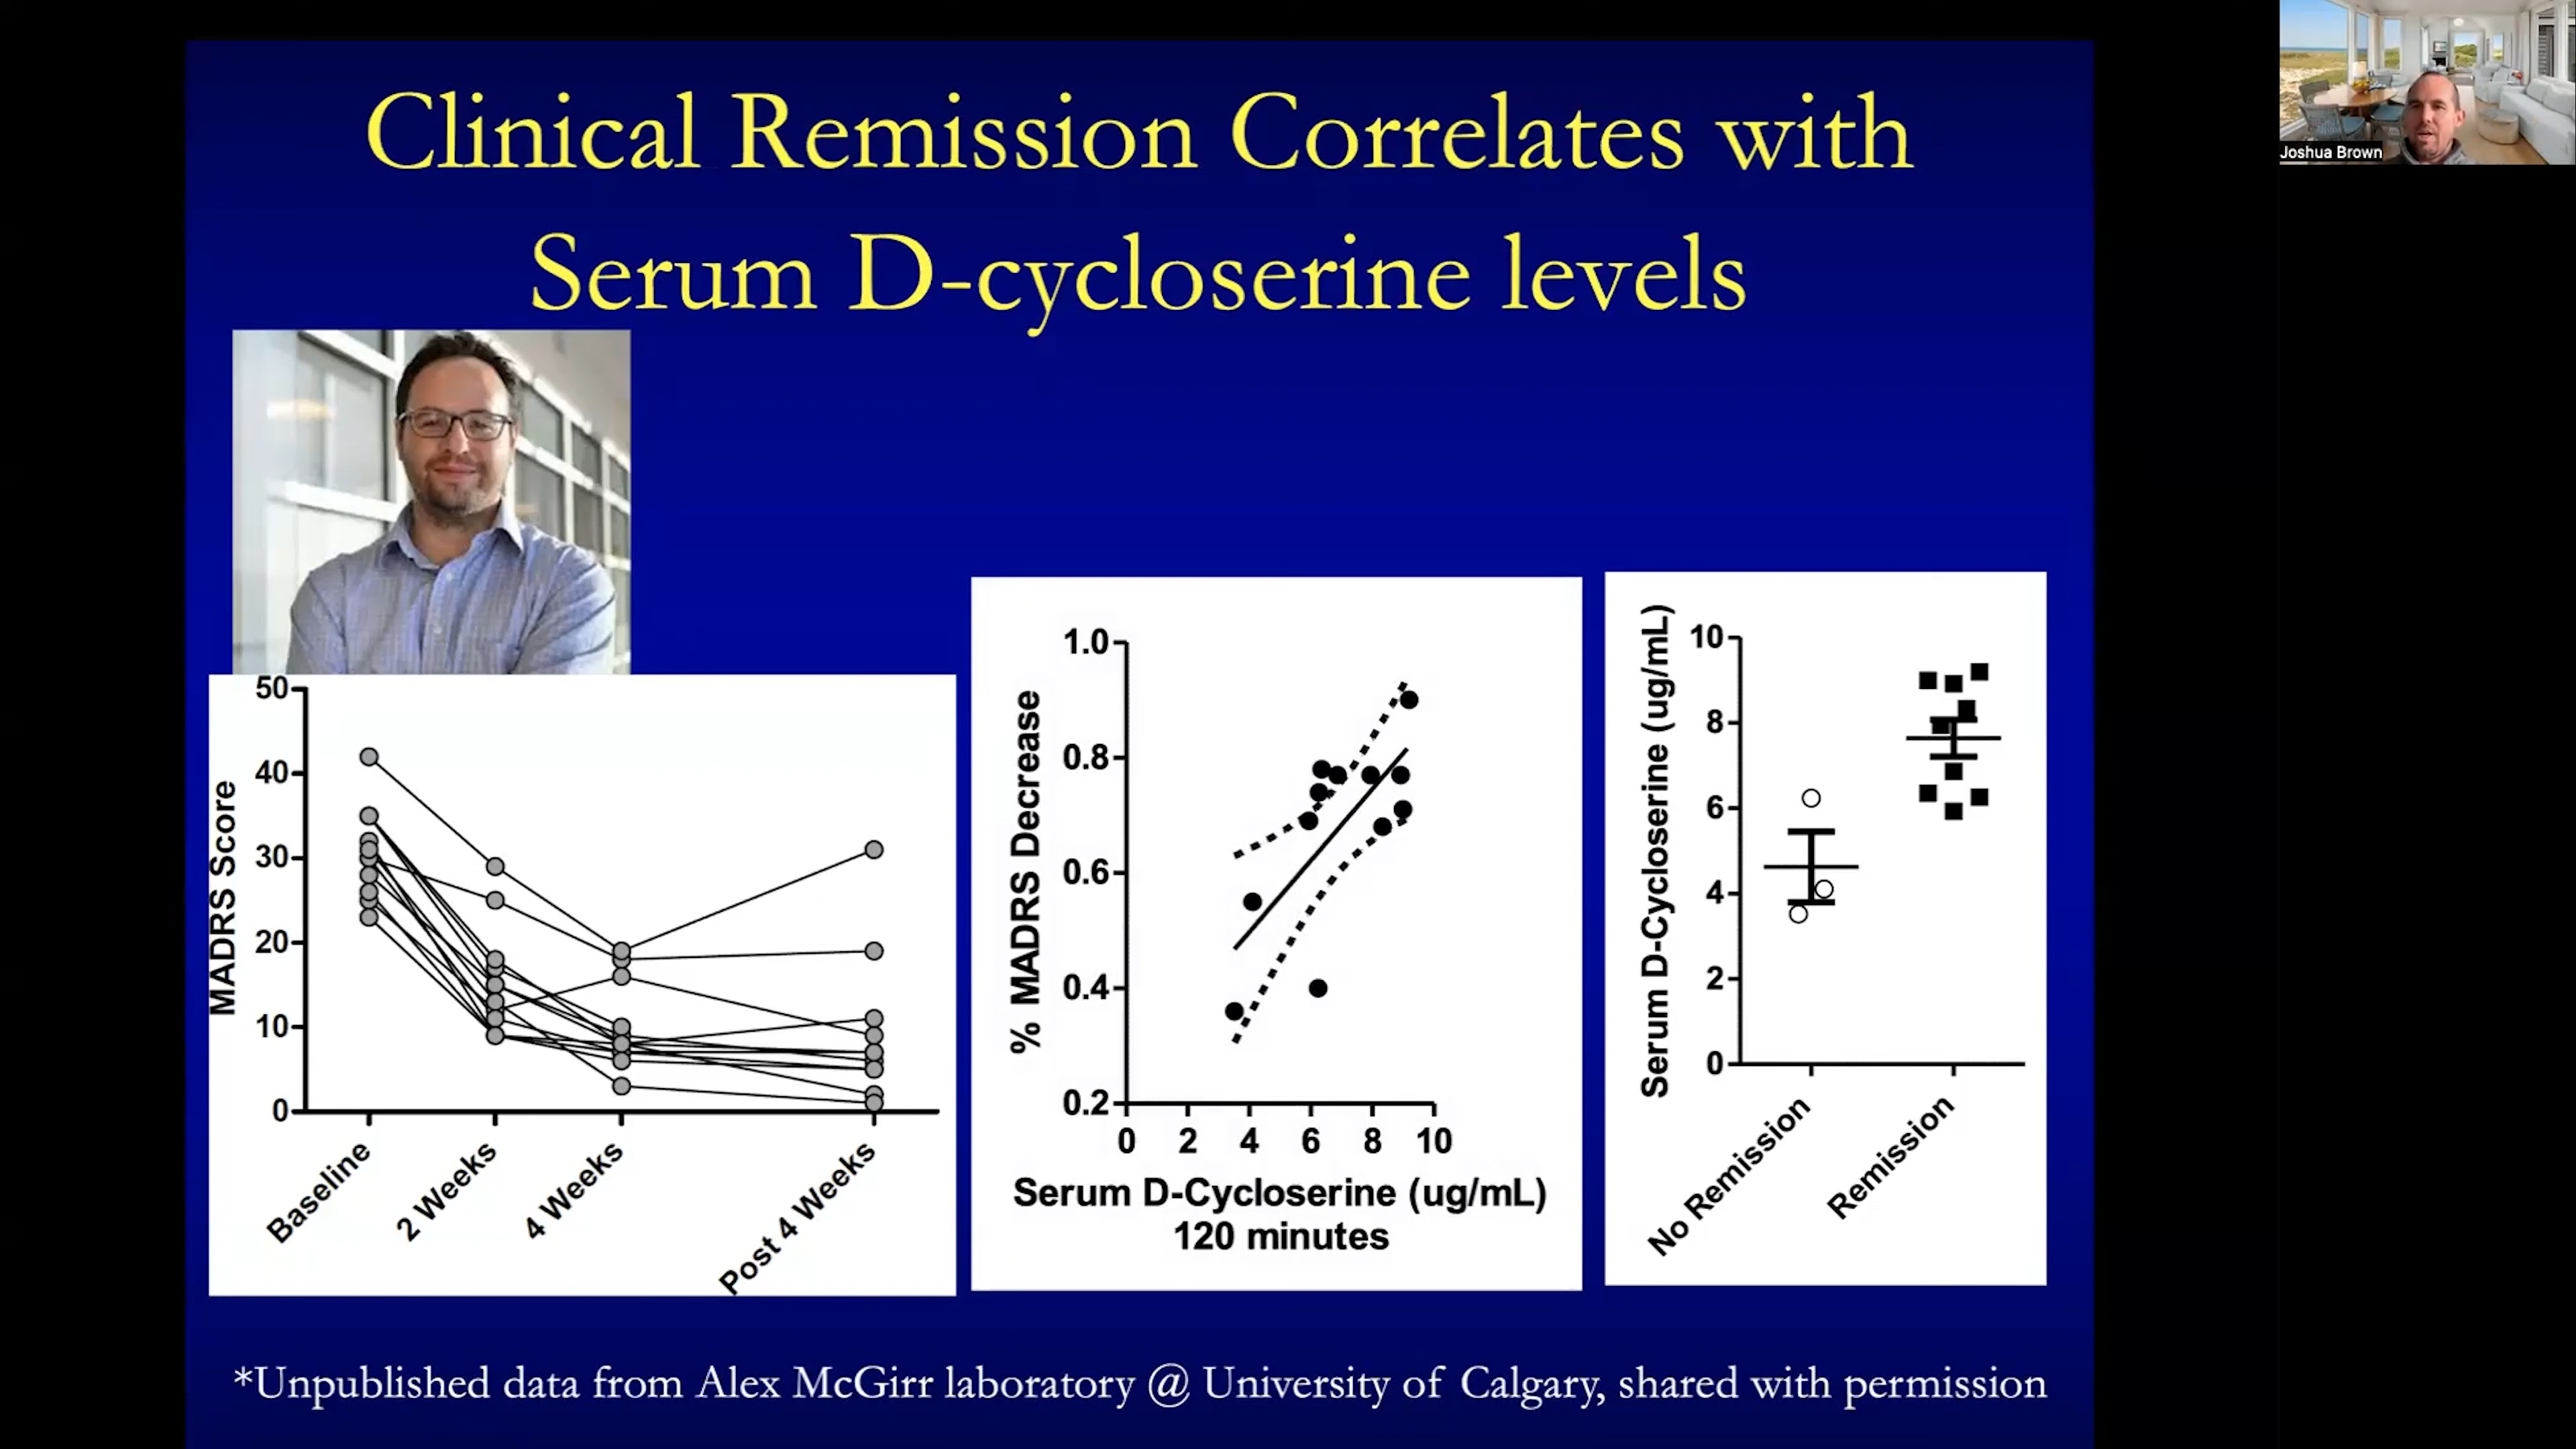 Clinical Remission Correlates with
Serum D-cycloserine levels
Joshua Brown
MADRS Score
50
40
30
20
10
0
Baseline
2 Weeks
4 Weeks
Post 4 Weeks
% MADRS Decrease
1.0
0.8
0.6
0.4
0.2
0 2 4 6 8 10
Serum D-Cycloserine (ug/mL)
120 minutes
Serum D-Cycloserine (ug/mL)
10
8
6
4
2
0
No Remission
Remission
*Unpublished data from Alex McGirr laboratory @ University of Calgary, shared with permission